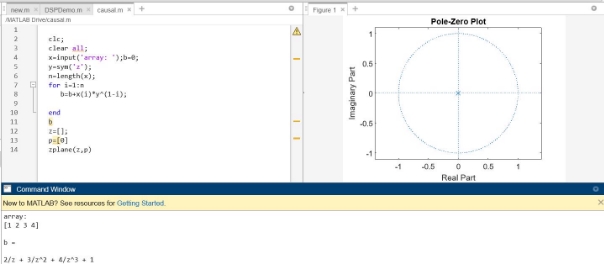 new.m × DSPDemo.m × causal.m × +
/MATLAB Drive/causal.m
1
2 clc;
3 clear all;
4 x=input('array: ');b=0;
5 y=sym('z');
6 n=length(x);
7 for i=1:n
8 b=b+x(i)*y^(1-i);
9
10 end
11 b
12 z=[];
13 p=[0]
14 zplane(z,p)
Figure 1 × +
Pole-Zero Plot
Imaginary Part
1
0.5
0
-0.5
-1
-1 -0.5 0 0.5 1
Real Part
Command Window
New to MATLAB? See resources for Getting Started.
array:
[1 2 3 4]
b =
2/z + 3/z^2 + 4/z^3 + 1